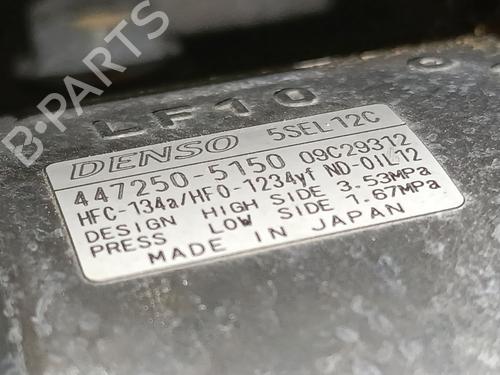 B-PARTS
LF10
DENSO 5SEL12C
447250-5150 09C29312
HFC-134a/HFO-1234yf ND-OIL12
DESIGN HIGH SIDE 3.53MPa
PRESS LOW SIDE 1.67MPa
MADE IN JAPAN